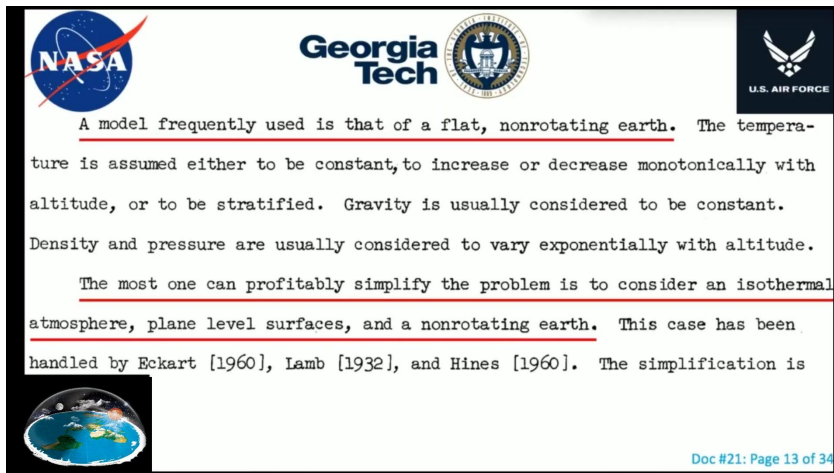 NASA
Georgia
Tech
U.S. AIR FORCE
A model frequently used is that of a flat, nonrotating earth. The tempera-
ture is assumed either to be constant, to increase or decrease monotonically with
altitude, or to be stratified. Gravity is usually considered to be constant.
Density and pressure are usually considered to vary exponentially with altitude.
The most one can profitably simplify the problem is to consider an isothermal
atmosphere, plane level surfaces, and a nonrotating earth. This case has been
handled by Eckart [1960], Lamb [1932], and Hines [1960]. The simplification is
Doc #21: Page 13 of 34